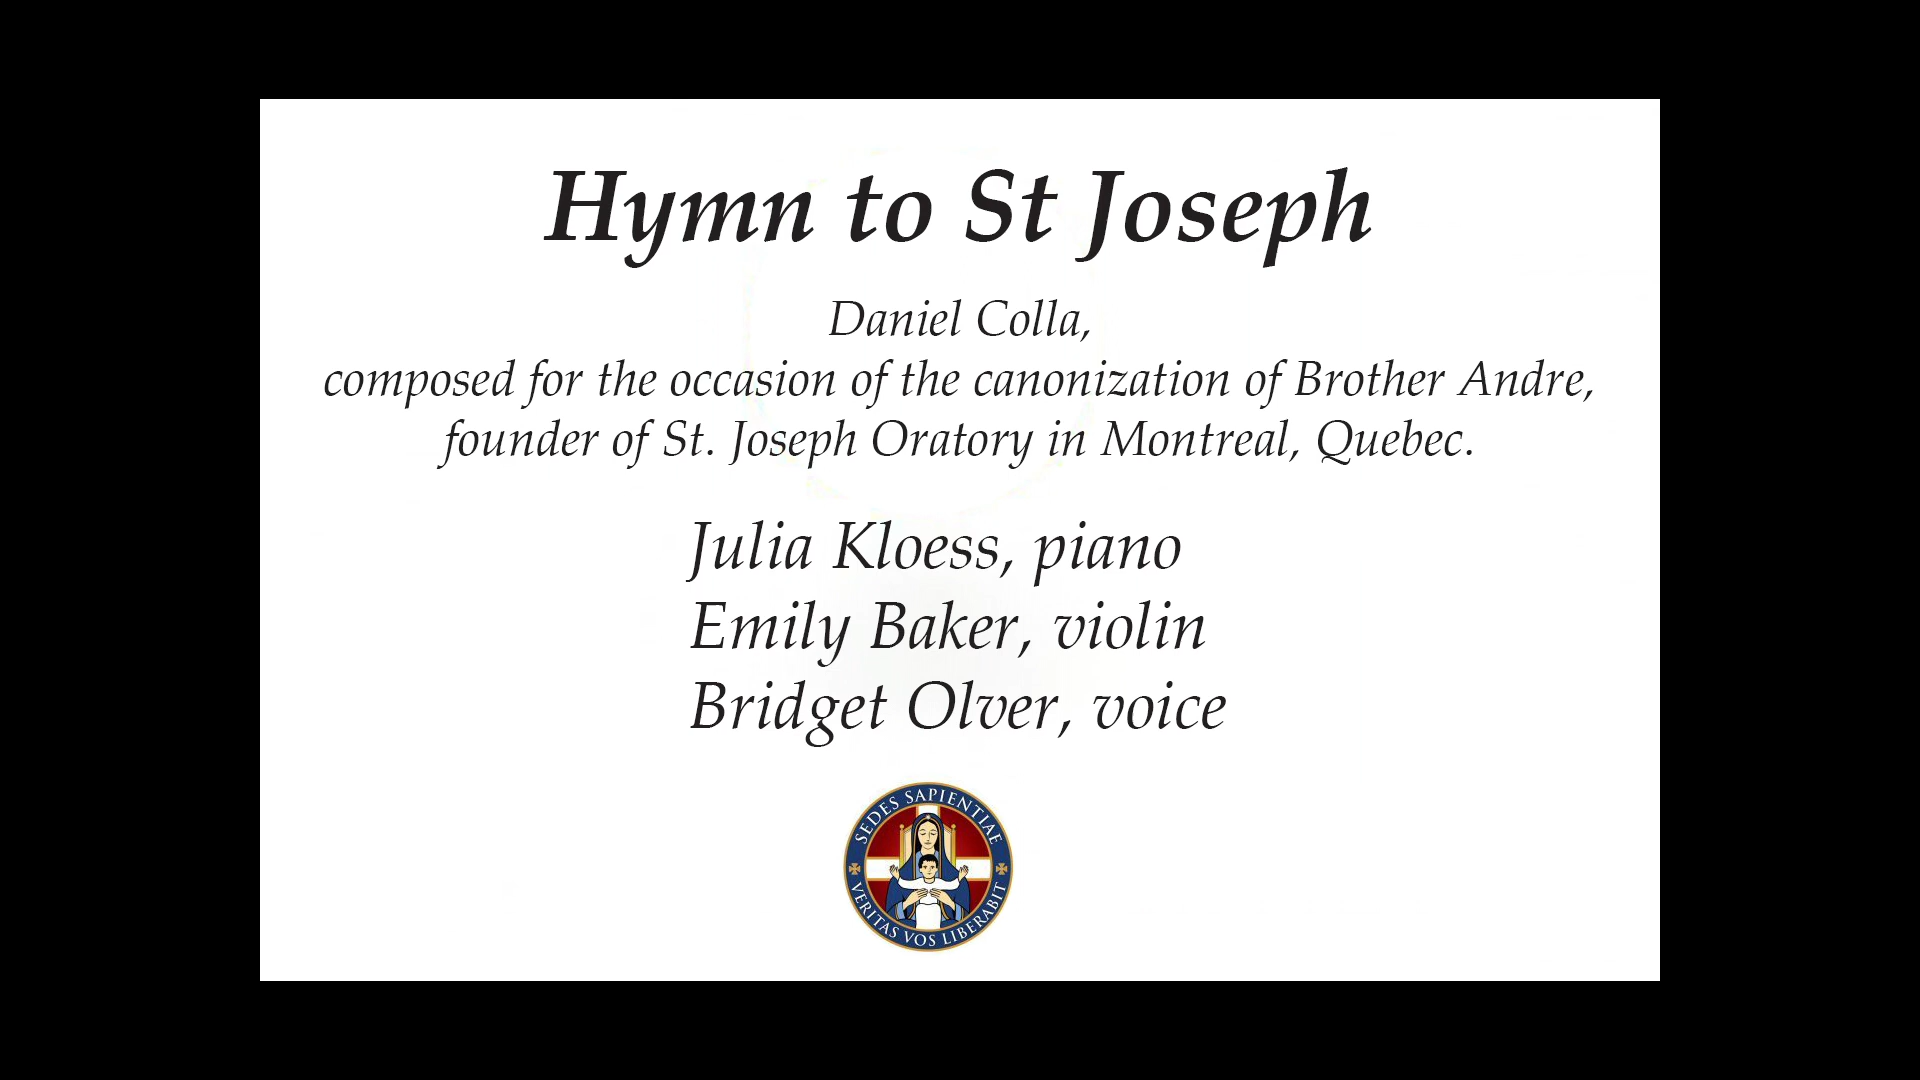 Hymn to St Joseph
Daniel Colla,
composed for the occasion of the canonization of Brother Andre,
founder of St. Joseph Oratory in Montreal, Quebec.
Julia Kloess, piano
Emily Baker, violin
Bridget Olver, voice
SEDES SAPIENTIAE
VERITAS VOS LIBERABIT